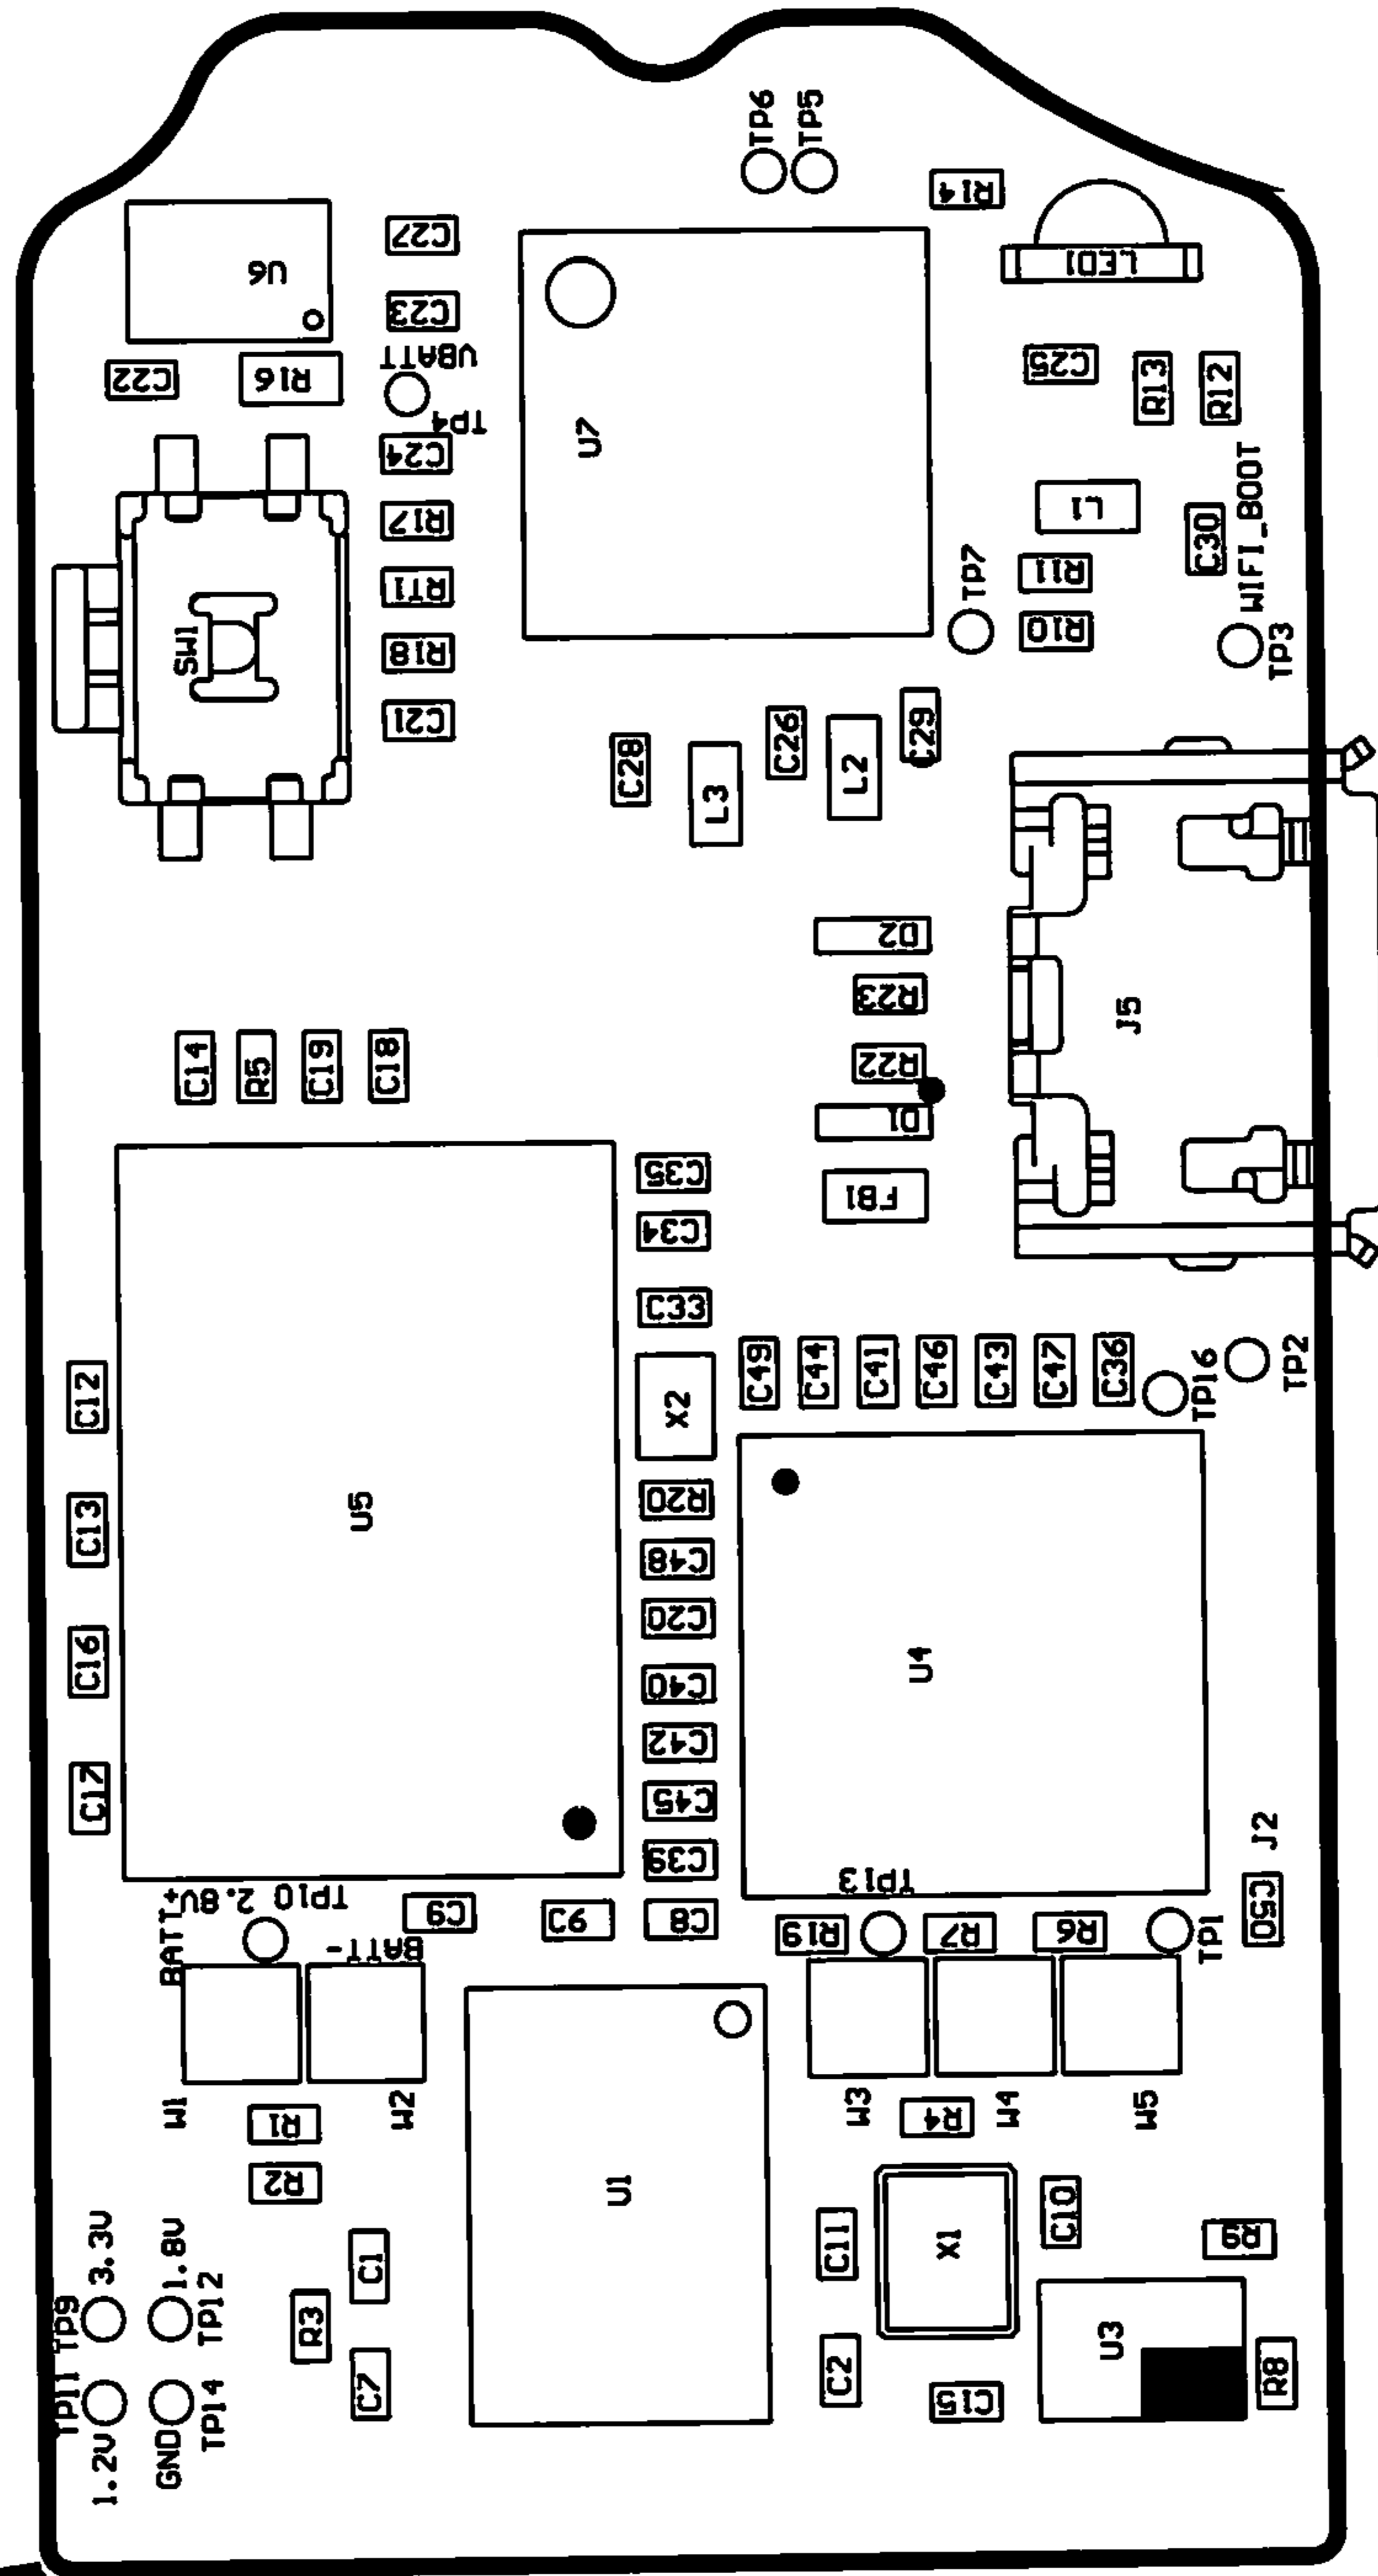 TP6
TP5
R14
C27
U6
LED1
C23
VBATT
C25
C22
R16
R13
R12
TP4
U7
C24
WIFI_BOOT
L1
R17
C30
TP7
RT1
R11
R10
SW1
R18
TP3
C21
C29
C26
C28
L2
L3
D2
R23
J5
C14
R5
C19
C18
R22
D1
C35
FB1
C34
C33
C49
C44
C41
C46
C43
C47
C36
TP2
TP16
C12
X2
R20
U5
C13
C48
C20
C16
U4
C40
C42
C17
C45
J2
C39
TP13
TP10 2.8V
BATT+
C9
C6
C8
R19
R7
R6
TP1
C50
BATT-
W1
W2
W3
R4
W4
W5
R1
R2
U1
C11
X1
C10
R9
3.3V
1.8V
C1
TP9
TP12
R3
U3
C7
C2
R8
TP11
TP14
C15
1.2V
GND